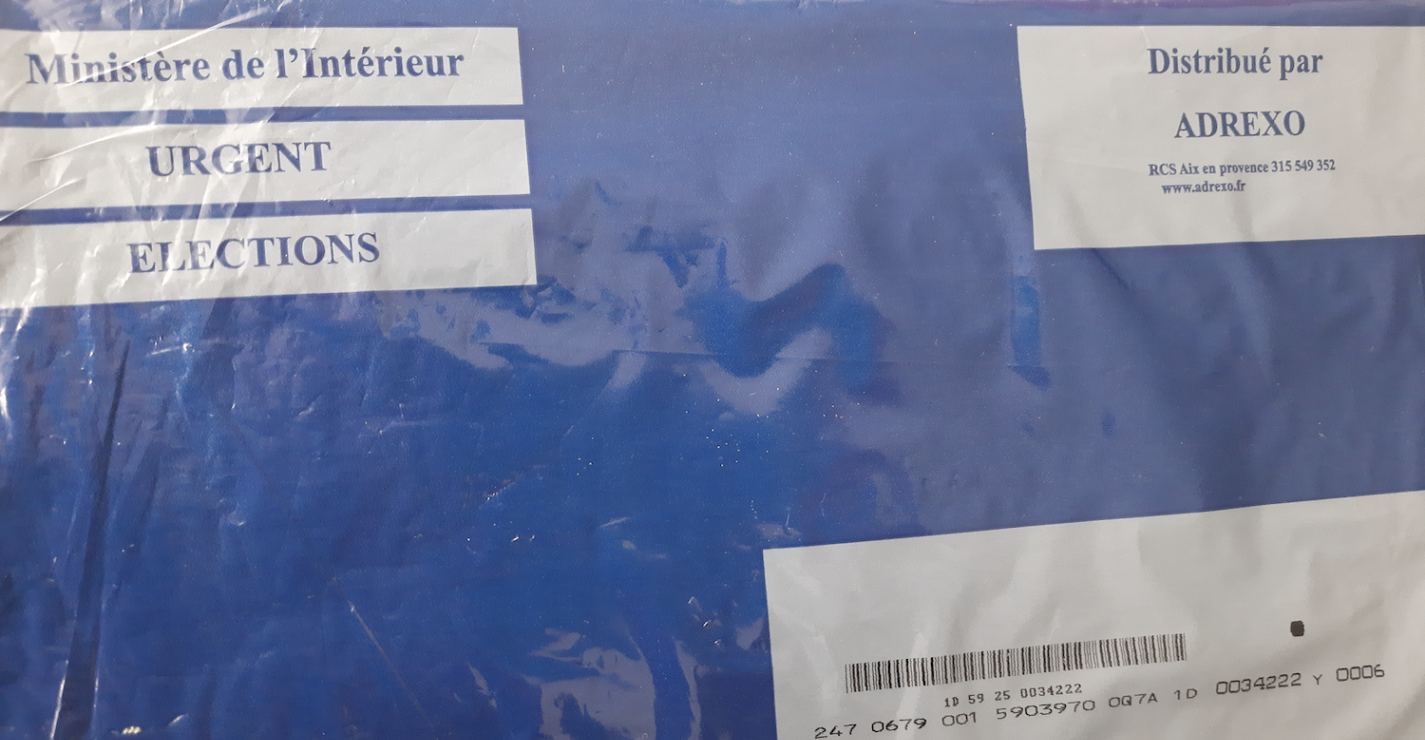 Ministère de l'Intérieur
URGENT
ELECTIONS
Distribué par
ADREXO
RCS Aix en provence 315 549 352
www.adrexo.fr
1D 59 25 0034222
247 0679 001 5903970 0Q7A 1D 0034222 Y 0006